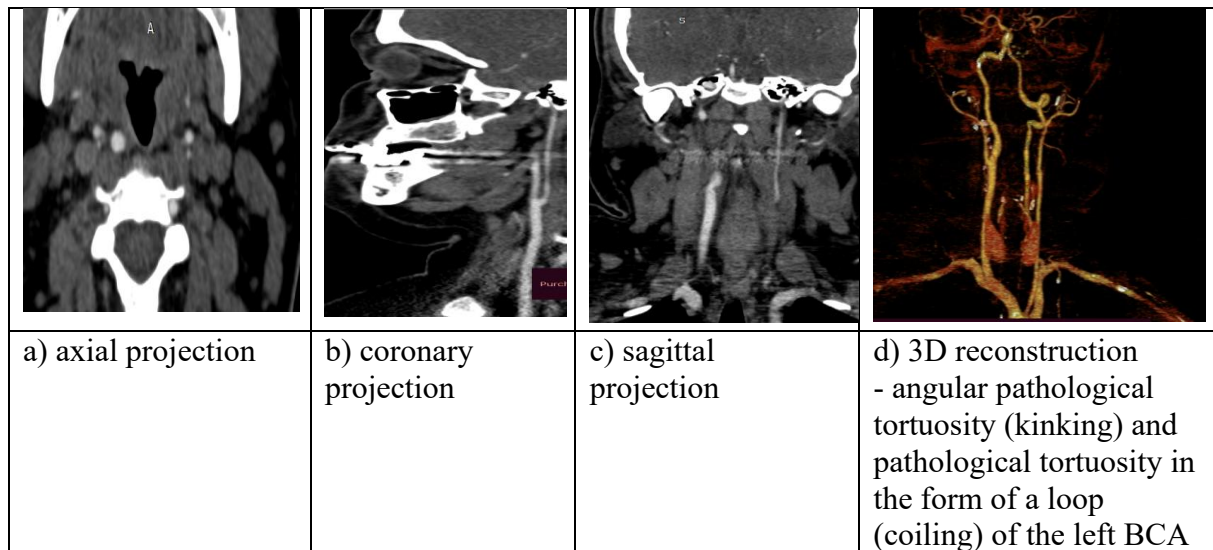 A
Purch
s
a) axial projection
b) coronary
projection
c) sagittal
projection
d) 3D reconstruction
- angular pathological
tortuosity (kinking) and
pathological tortuosity in
the form of a loop
(coiling) of the left BCA